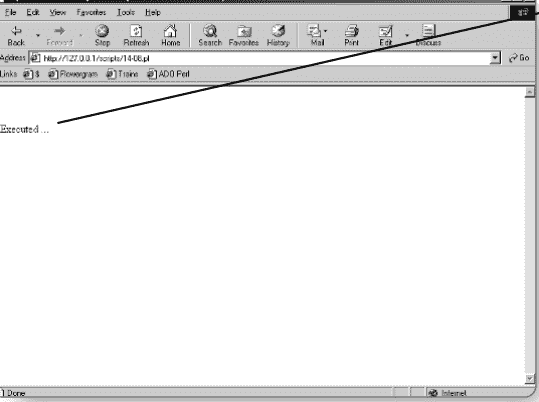 File Edit View Favorites Tools Help
Back Forward Stop Refresh Home Search Favorites History Mail Print Edit Discuss
Address http://127.0.0.1/scripts/14-08.pl Go
Links $ Flowergram Trains ADO Perl
Executed ...
Done Internet